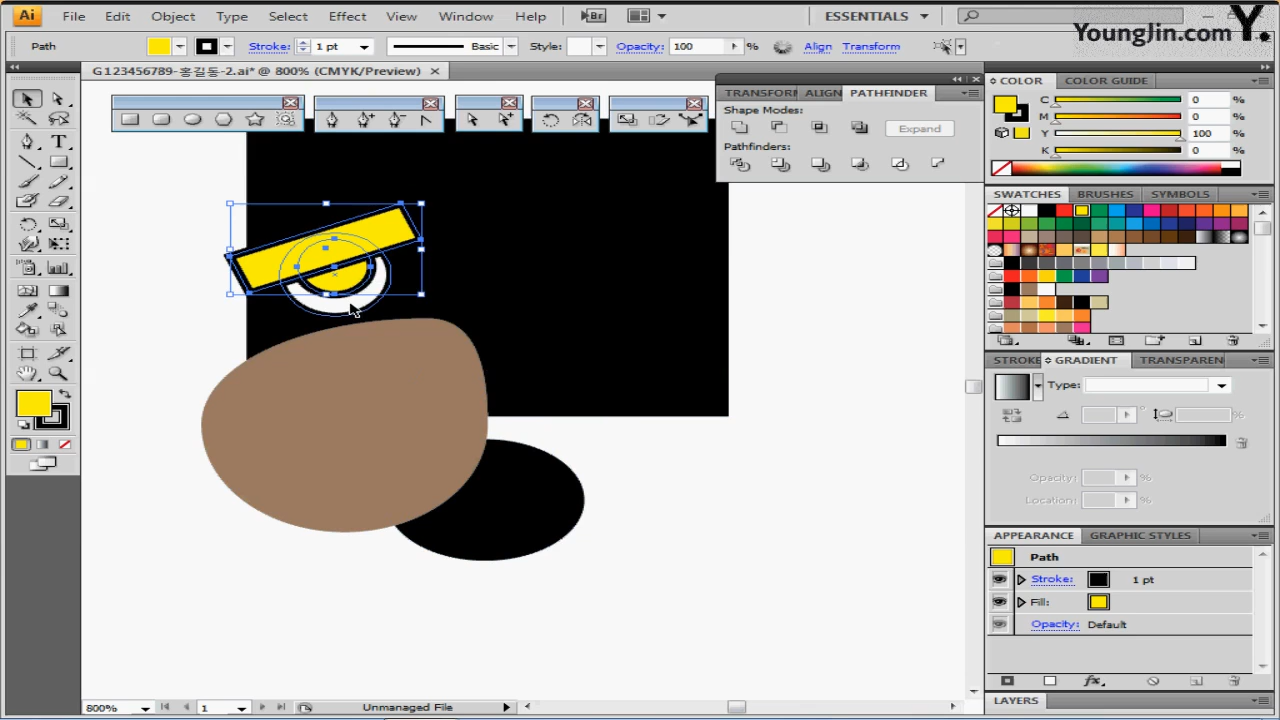 Ai File Edit Object Type Select Effect View Window Help Br ESSENTIALS
YoungJin.com Y.
Path Stroke: 1 pt Basic Style: Opacity: 100 % Align Transform
G123456789-홍길동-2.ai* @ 800% (CMYK/Preview)
TRANSFORM ALIGN PATHFINDER
Shape Modes:
Expand
Pathfinders:
COLOR COLOR GUIDE
C 0 %
M 0 %
Y 100 %
K 0 %
SWATCHES BRUSHES SYMBOLS
STROKE GRADIENT TRANSPAREN
Type:
Opacity: %
Location: %
APPEARANCE GRAPHIC STYLES
Path
Stroke: 1 pt
Fill:
Opacity: Default
fx
LAYERS
800% 1 Unmanaged File